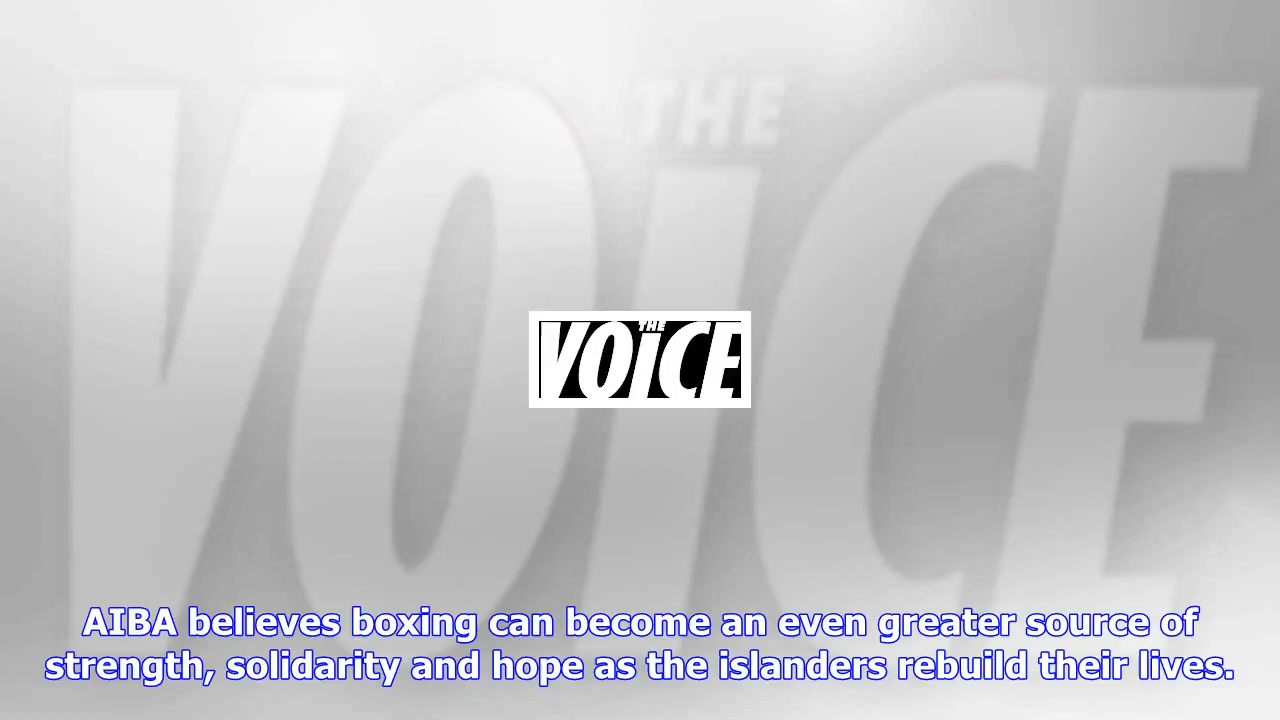 THE
VOiCE
THE
VOiCE
AIBA believes boxing can become an even greater source of
strength, solidarity and hope as the islanders rebuild their lives.